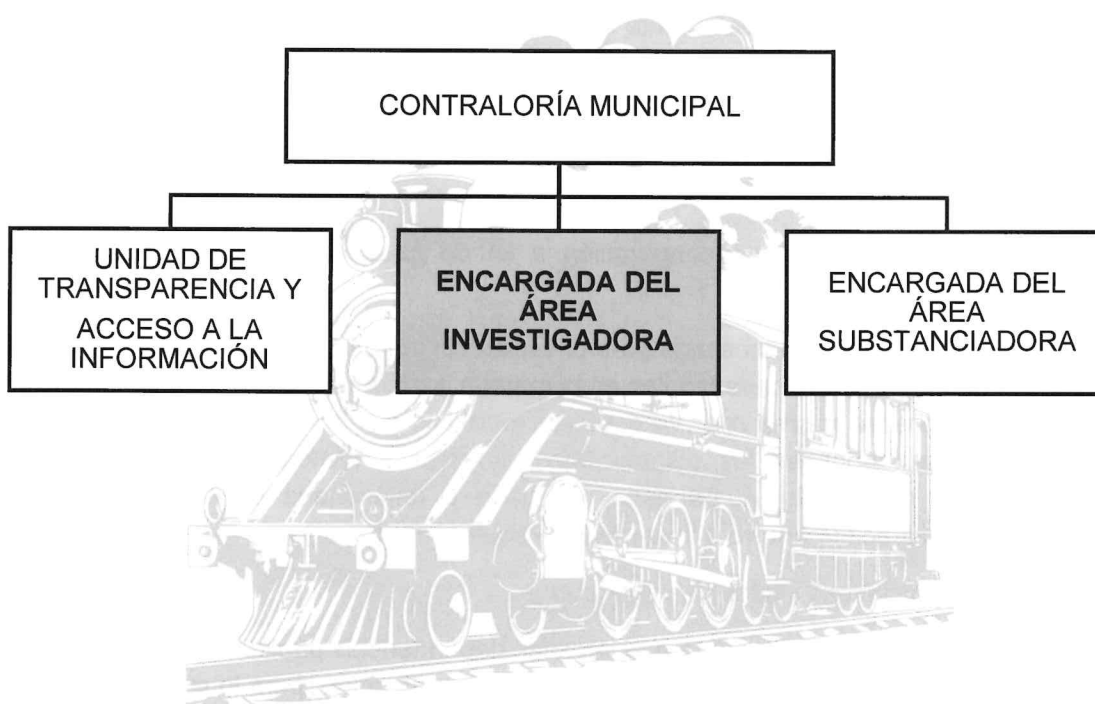 CONTRALORÍA MUNICIPAL
UNIDAD DE
TRANSPARENCIA Y
ACCESO A LA
INFORMACIÓN
ENCARGADA DEL
ÁREA
INVESTIGADORA
ENCARGADA DEL
ÁREA
SUBSTANCIADORA